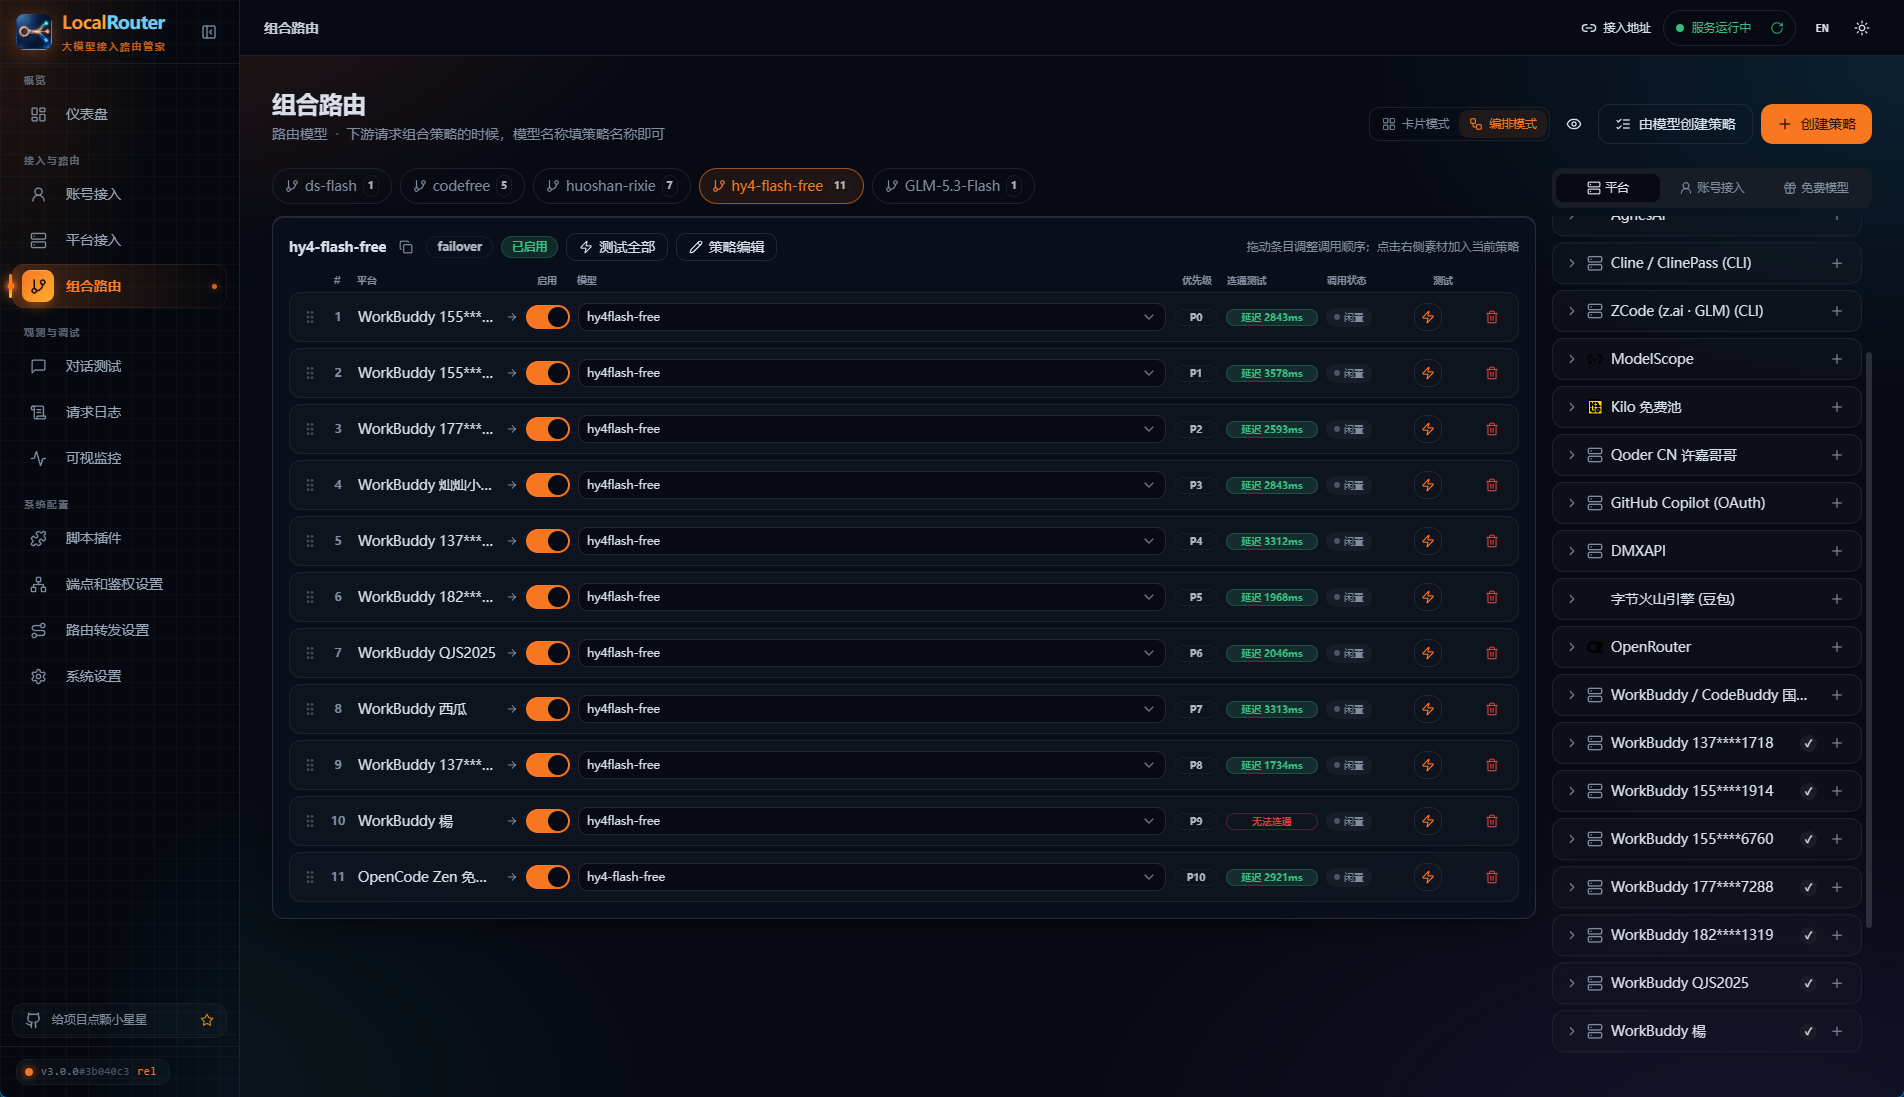 LocalRouter
大模型接入路由管家
概览
仪表盘
接入与路由
账号接入
平台接入
组合路由
观测与调试
对话测试
请求日志
可视监控
系统配置
脚本插件
端点和鉴权设置
路由转发设置
系统设置
给项目点颗小星星
v3.0.0#3b040c3 rel
组合路由
接入地址
服务运行中
EN
组合路由
路由模型 · 下游请求组合策略的时候，模型名称填策略名称即可
卡片模式
编排模式
由模型创建策略
创建策略
ds-flash 1
codefree 5
huoshan-rixie 7
hy4-flash-free 11
GLM-5.3-Flash 1
hy4-flash-free failover 已启用 测试全部 策略编辑
拖动条目调整调用顺序；点击右侧素材加入当前策略
# 平台 启用 模型 优先级 连通测试 调用状态 测试
1 WorkBuddy 155***... hy4flash-free P0 延迟 2843ms 闲置
2 WorkBuddy 155***... hy4flash-free P1 延迟 3578ms 闲置
3 WorkBuddy 177***... hy4flash-free P2 延迟 2593ms 闲置
4 WorkBuddy 灿灿小... hy4flash-free P3 延迟 2843ms 闲置
5 WorkBuddy 137***... hy4flash-free P4 延迟 3312ms 闲置
6 WorkBuddy 182***... hy4flash-free P5 延迟 1968ms 闲置
7 WorkBuddy QJS2025 hy4flash-free P6 延迟 2046ms 闲置
8 WorkBuddy 西瓜 hy4flash-free P7 延迟 3313ms 闲置
9 WorkBuddy 137***... hy4flash-free P8 延迟 1734ms 闲置
10 WorkBuddy 楊 hy4flash-free P9 无法连通 闲置
11 OpenCode Zen 免... hy4-flash-free P10 延迟 2921ms 闲置
平台
账号接入
免费模型
AgnesAI
Cline / ClinePass (CLI)
ZCode (z.ai · GLM) (CLI)
ModelScope
Kilo 免费池
Qoder CN 许嘉哥哥
GitHub Copilot (OAuth)
DMXAPI
字节火山引擎 (豆包)
OpenRouter
WorkBuddy / CodeBuddy 国...
WorkBuddy 137****1718
WorkBuddy 155****1914
WorkBuddy 155****6760
WorkBuddy 177****7288
WorkBuddy 182****1319
WorkBuddy QJS2025
WorkBuddy 楊